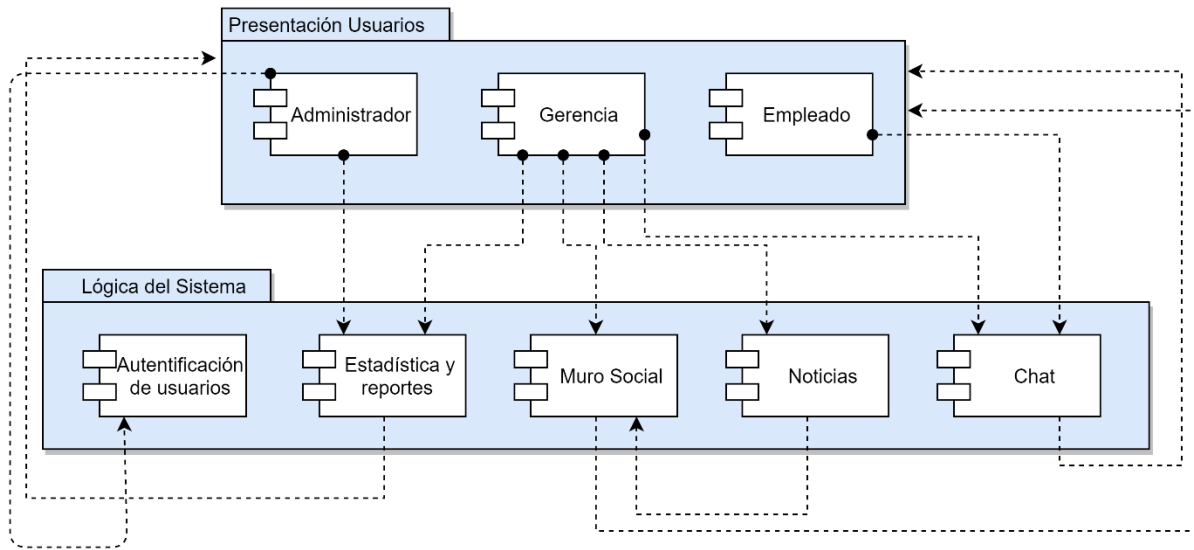 Presentación Usuarios
Administrador
Gerencia
Empleado
Lógica del Sistema
Autentificación
de usuarios
Estadística y
reportes
Muro Social
Noticias
Chat